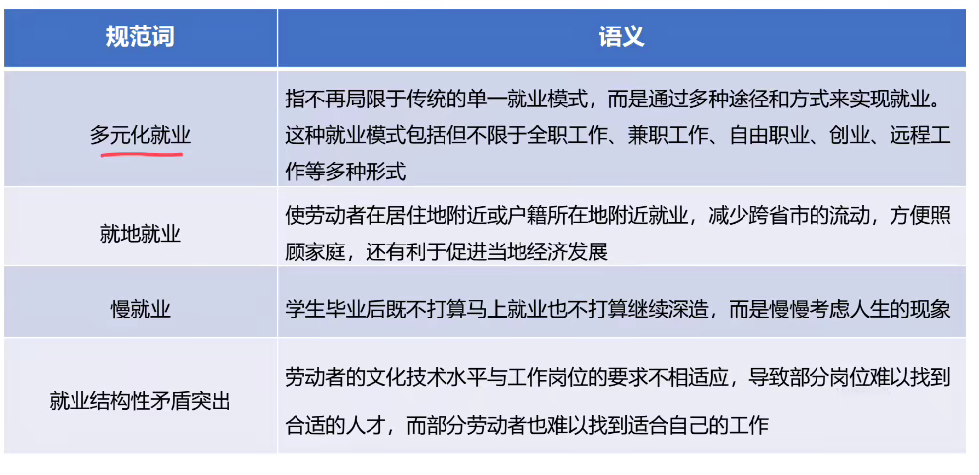 规范词
语义
多元化就业
指不再局限于传统的单一就业模式，而是通过多种途径和方式来实现就业。
这种就业模式包括但不限于全职工作、兼职工作、自由职业、创业、远程工
作等多种形式
就地就业
使劳动者在居住地附近或户籍所在地附近就业，减少跨省市的流动，方便照
顾家庭，还有利于促进当地经济发展
慢就业
学生毕业后既不打算马上就业也不打算继续深造，而是慢慢考虑人生的现象
就业结构性矛盾突出
劳动者的文化技术水平与工作岗位的要求不相适应，导致部分岗位难以找到
合适的人才，而部分劳动者也难以找到适合自己的工作